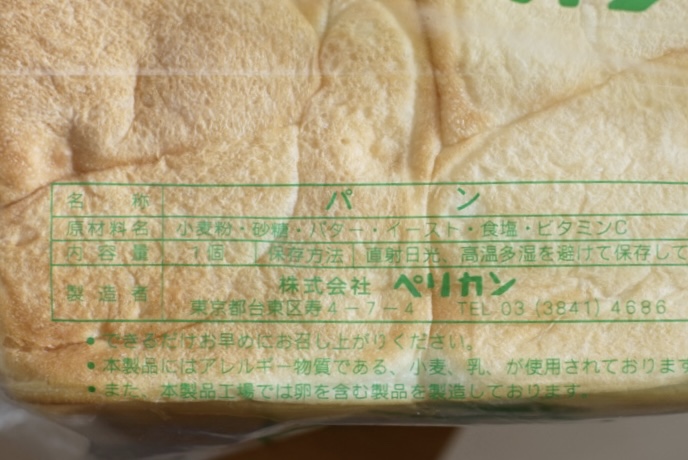 名称 パン
原材料名 小麦粉・砂糖・バター・イースト・食塩・ビタミンC
内容量 1個 保存方法 直射日光、高温多湿を避けて保存して
製造者 株式会社 ペリカン
東京都台東区寿4-7-4 TEL 03 (3841) 4686
●できるだけお早めにお召し上がりください。
●本製品にはアレルギー物質である、小麦、乳、が使用されております
●また、本製品工場では卵を含む製品を製造しております。